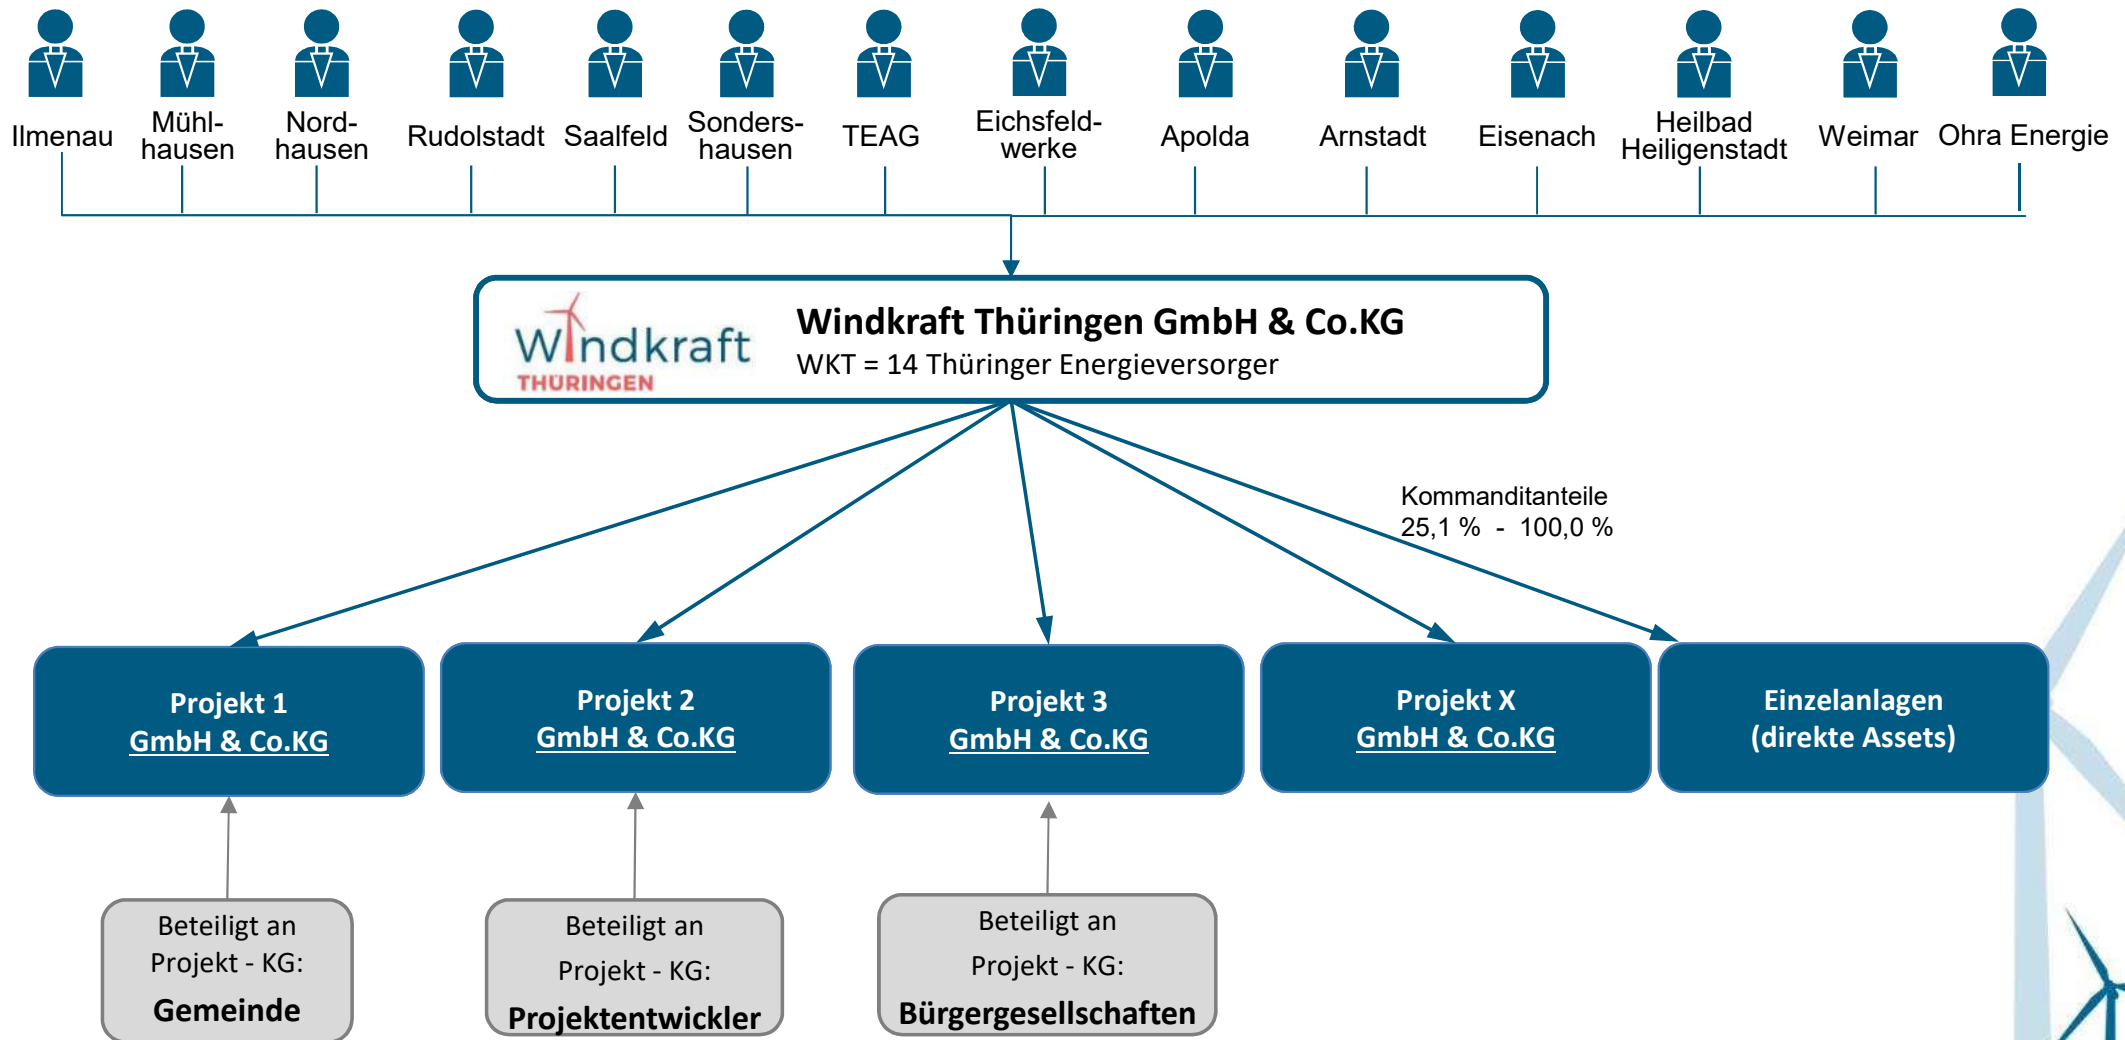 Ilmenau
Mühl-
hausen
Nord-
hausen
Rudolstadt
Saalfeld
Sonders-
hausen
TEAG
Eichsfeld-
werke
Apolda
Arnstadt
Eisenach
Heilbad
Heiligenstadt
Weimar
Ohra Energie
Windkraft
THÜRINGEN
Windkraft Thüringen GmbH & Co.KG
WKT = 14 Thüringer Energieversorger
Kommanditanteile
25,1 % - 100,0 %
Projekt 1
GmbH & Co.KG
Projekt 2
GmbH & Co.KG
Projekt 3
GmbH & Co.KG
Projekt X
GmbH & Co.KG
Einzelanlagen
(direkte Assets)
Beteiligt an
Projekt - KG:
Gemeinde
Beteiligt an
Projekt - KG:
Projektentwickler
Beteiligt an
Projekt - KG:
Bürgergesellschaften